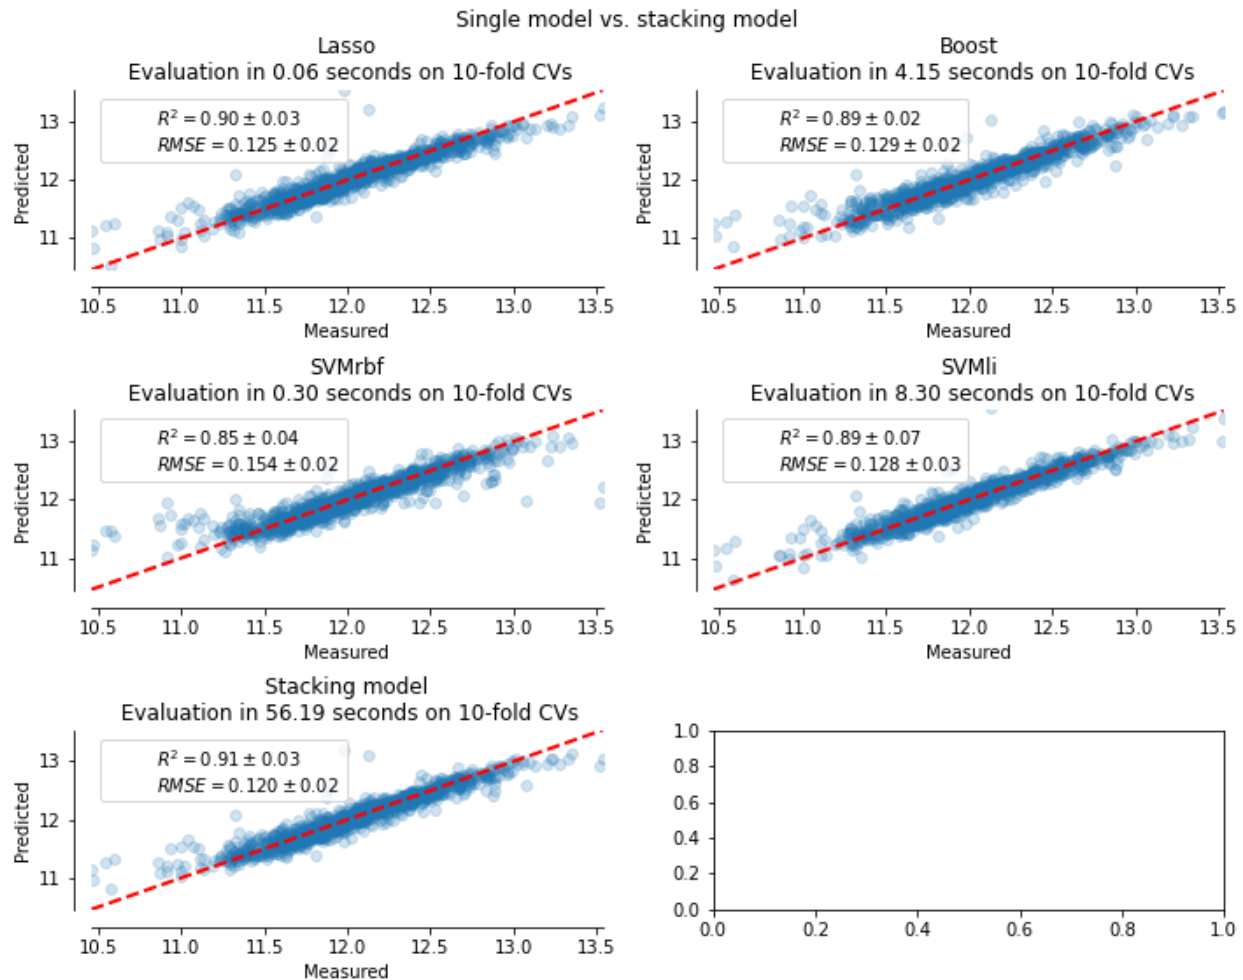 Single model vs. stacking model
Lasso
Evaluation in 0.06 seconds on 10-fold CVs
R² = 0.90 ± 0.03
RMSE = 0.125 ± 0.02
13
12
11
Predicted
10.5 11.0 11.5 12.0 12.5 13.0 13.5
Measured
Boost
Evaluation in 4.15 seconds on 10-fold CVs
R² = 0.89 ± 0.02
RMSE = 0.129 ± 0.02
13
12
11
Predicted
10.5 11.0 11.5 12.0 12.5 13.0 13.5
Measured
SVMrbf
Evaluation in 0.30 seconds on 10-fold CVs
R² = 0.85 ± 0.04
RMSE = 0.154 ± 0.02
13
12
11
Predicted
10.5 11.0 11.5 12.0 12.5 13.0 13.5
Measured
SVMli
Evaluation in 8.30 seconds on 10-fold CVs
R² = 0.89 ± 0.07
RMSE = 0.128 ± 0.03
13
12
11
Predicted
10.5 11.0 11.5 12.0 12.5 13.0 13.5
Measured
Stacking model
Evaluation in 56.19 seconds on 10-fold CVs
R² = 0.91 ± 0.03
RMSE = 0.120 ± 0.02
13
12
11
Predicted
10.5 11.0 11.5 12.0 12.5 13.0 13.5
Measured
1.0
0.8
0.6
0.4
0.2
0.0
0.0 0.2 0.4 0.6 0.8 1.0